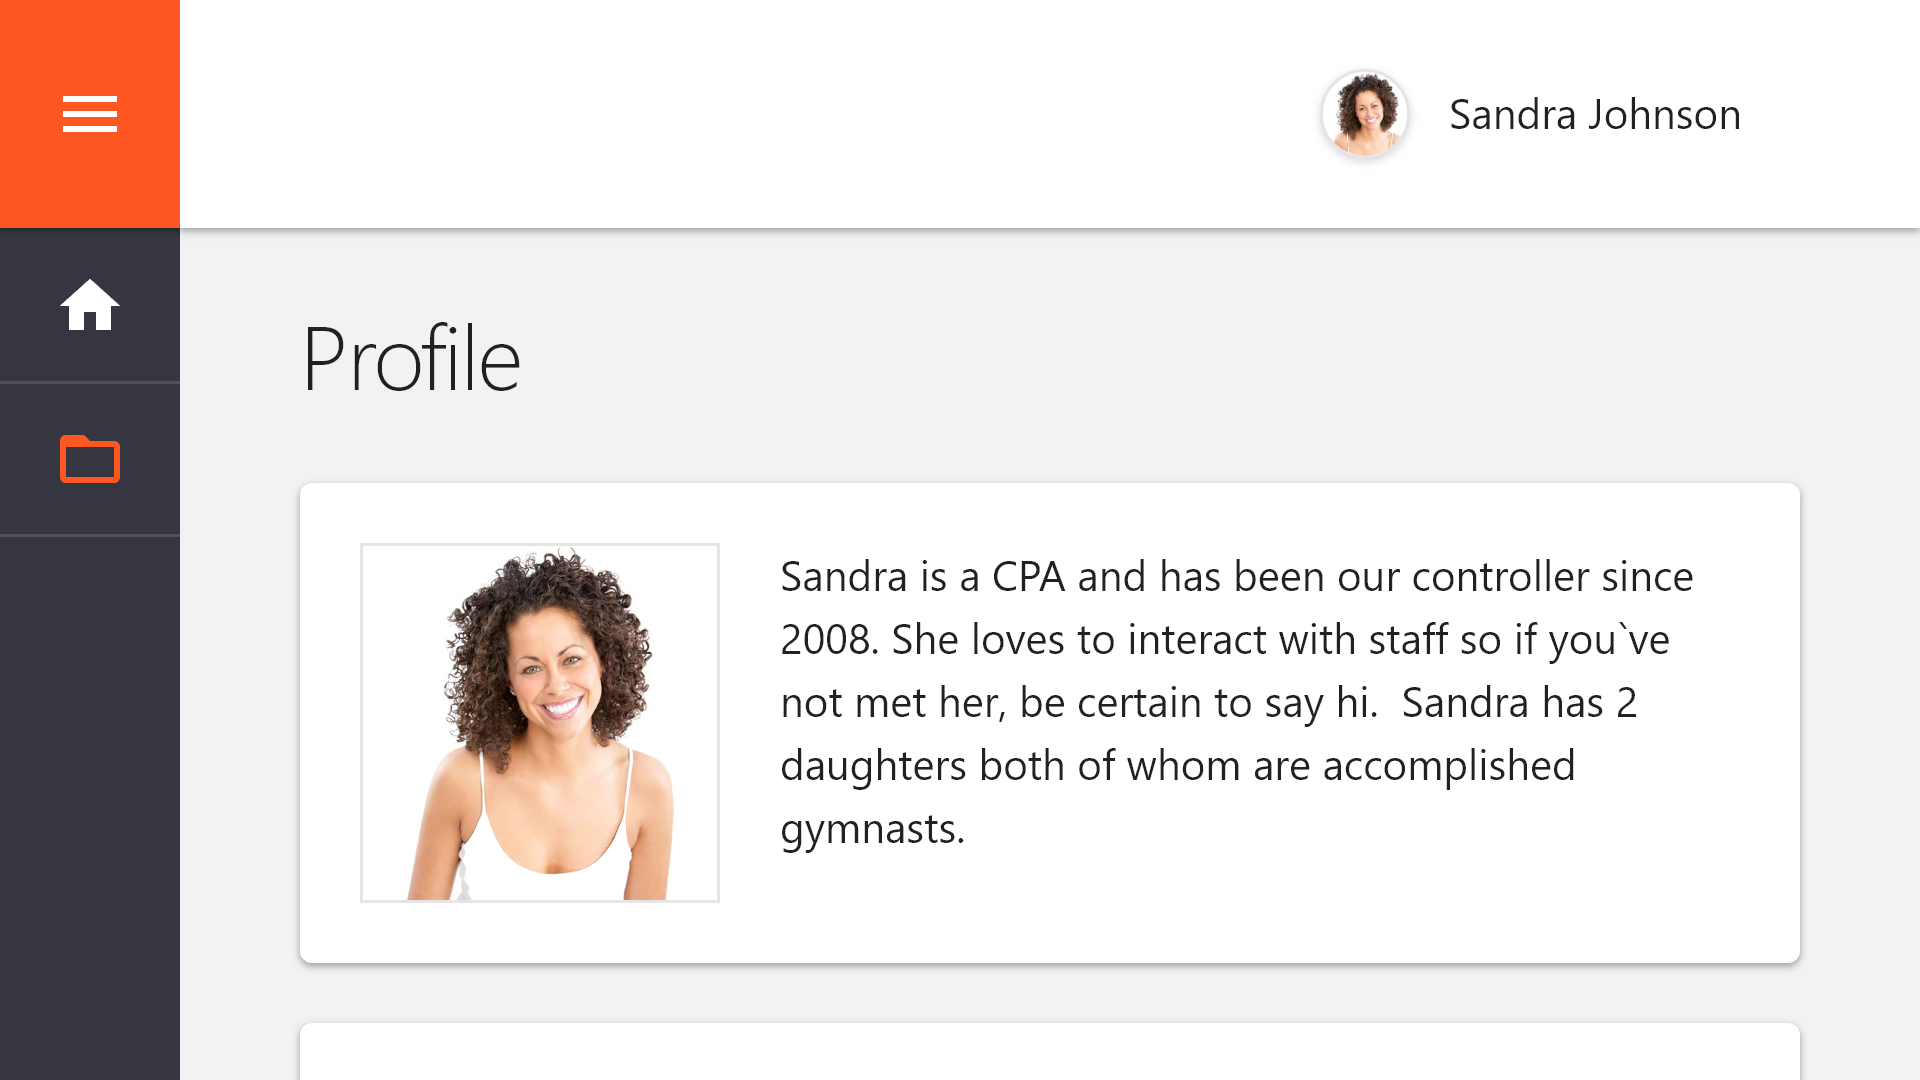 Sandra Johnson
Profile
Sandra is a CPA and has been our controller since
2008. She loves to interact with staff so if you`ve
not met her, be certain to say hi.  Sandra has 2
daughters both of whom are accomplished
gymnasts.